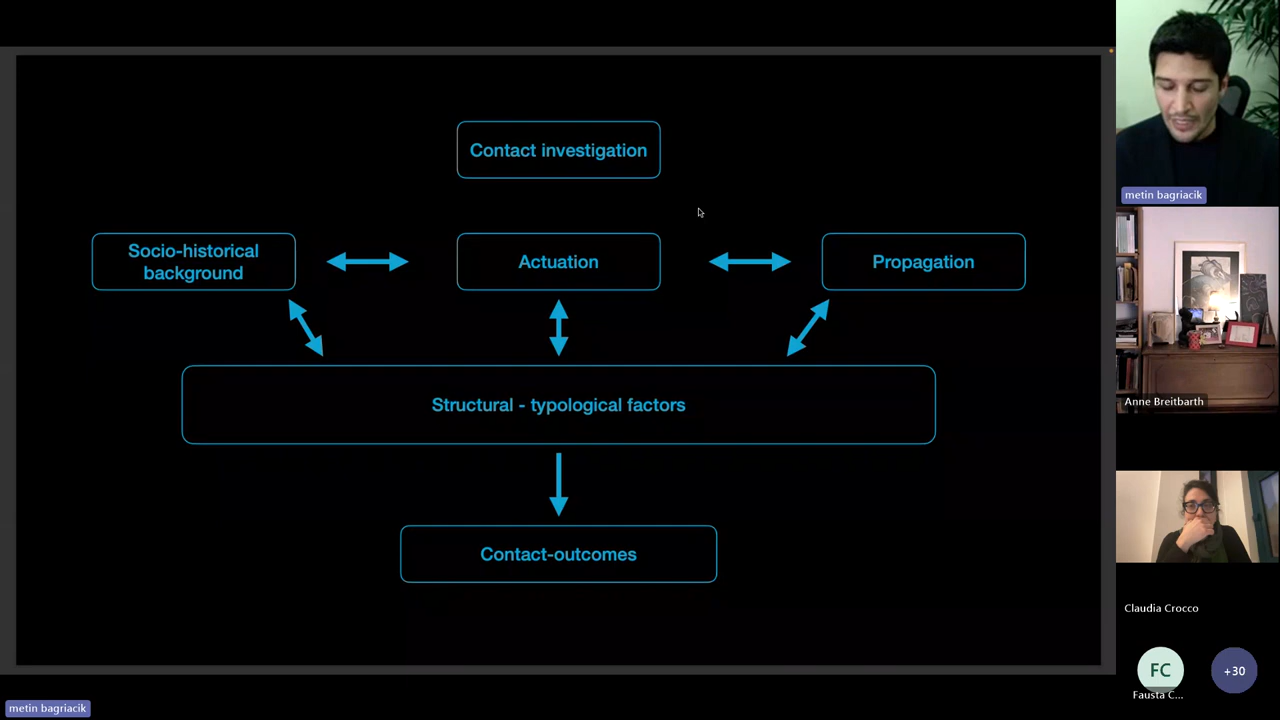 Contact investigation
Socio-historical
background
Actuation
Propagation
Structural - typological factors
Contact-outcomes
metin bagriacik
Anne Breitbarth
Claudia Crocco
FC
Fausta C...
+30
metin bagriacik